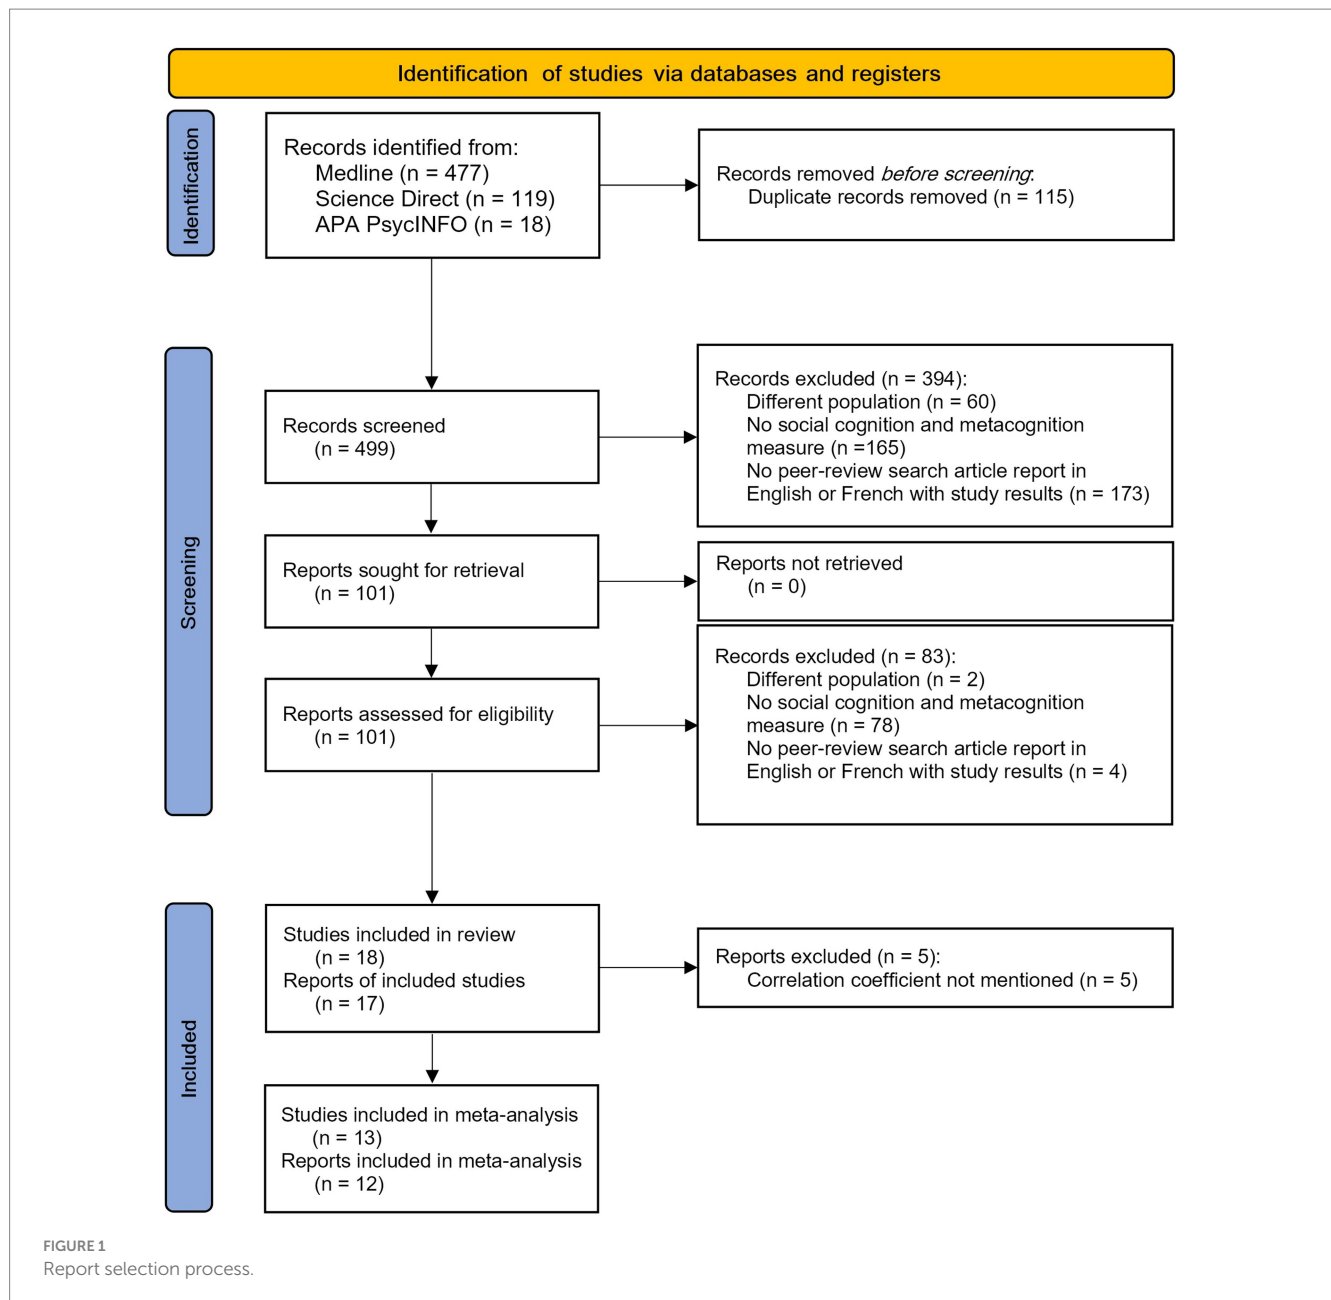 Identification of studies via databases and registers
Identification
Records identified from:
Medline (n = 477)
Science Direct (n = 119)
APA PsycINFO (n = 18)
Records removed before screening:
Duplicate records removed (n = 115)
Screening
Records screened
(n = 499)
Records excluded (n = 394):
Different population (n = 60)
No social cognition and metacognition
measure (n =165)
No peer-review search article report in
English or French with study results (n = 173)
Reports sought for retrieval
(n = 101)
Reports not retrieved
(n = 0)
Reports assessed for eligibility
(n = 101)
Records excluded (n = 83):
Different population (n = 2)
No social cognition and metacognition
measure (n = 78)
No peer-review search article report in
English or French with study results (n = 4)
Included
Studies included in review
(n = 18)
Reports of included studies
(n = 17)
Reports excluded (n = 5):
Correlation coefficient not mentioned (n = 5)
Studies included in meta-analysis
(n = 13)
Reports included in meta-analysis
(n = 12)
FIGURE 1
Report selection process.